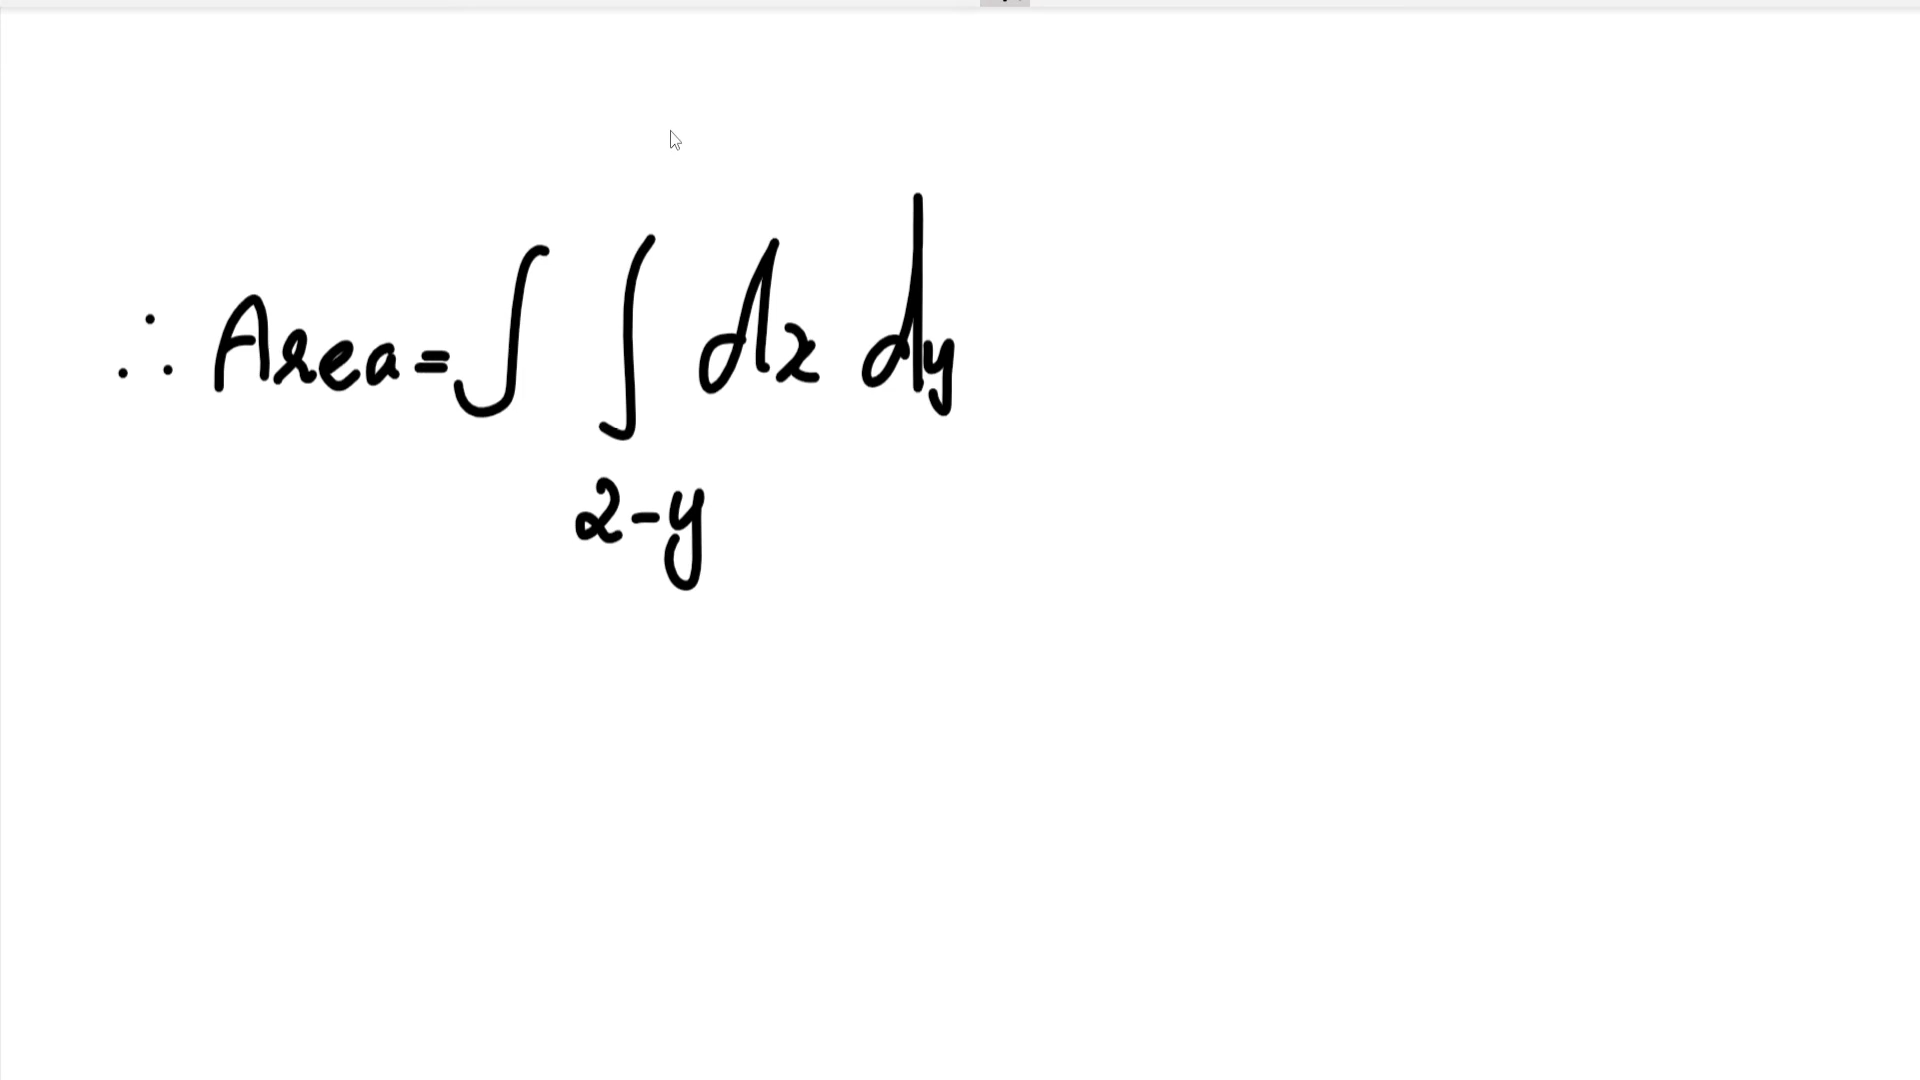 ∴ Area = ∫ ∫ dx dy
2-y